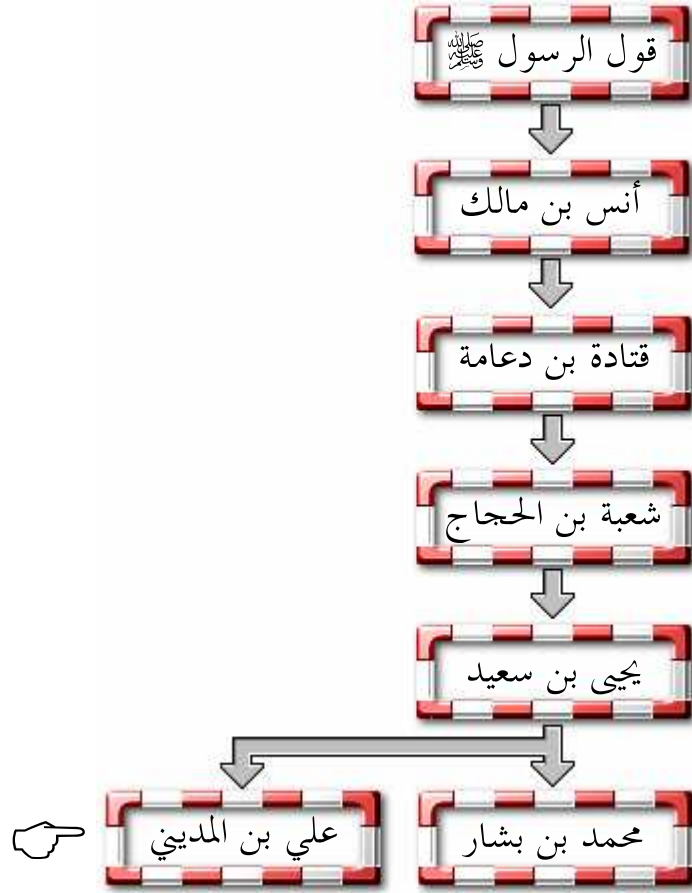 قول الرسول ﷺ
أنس بن مالك
قتادة بن دعامة
شعبة بن الحجاج
يحيى بن سعيد
محمد بن بشار
علي بن المديني